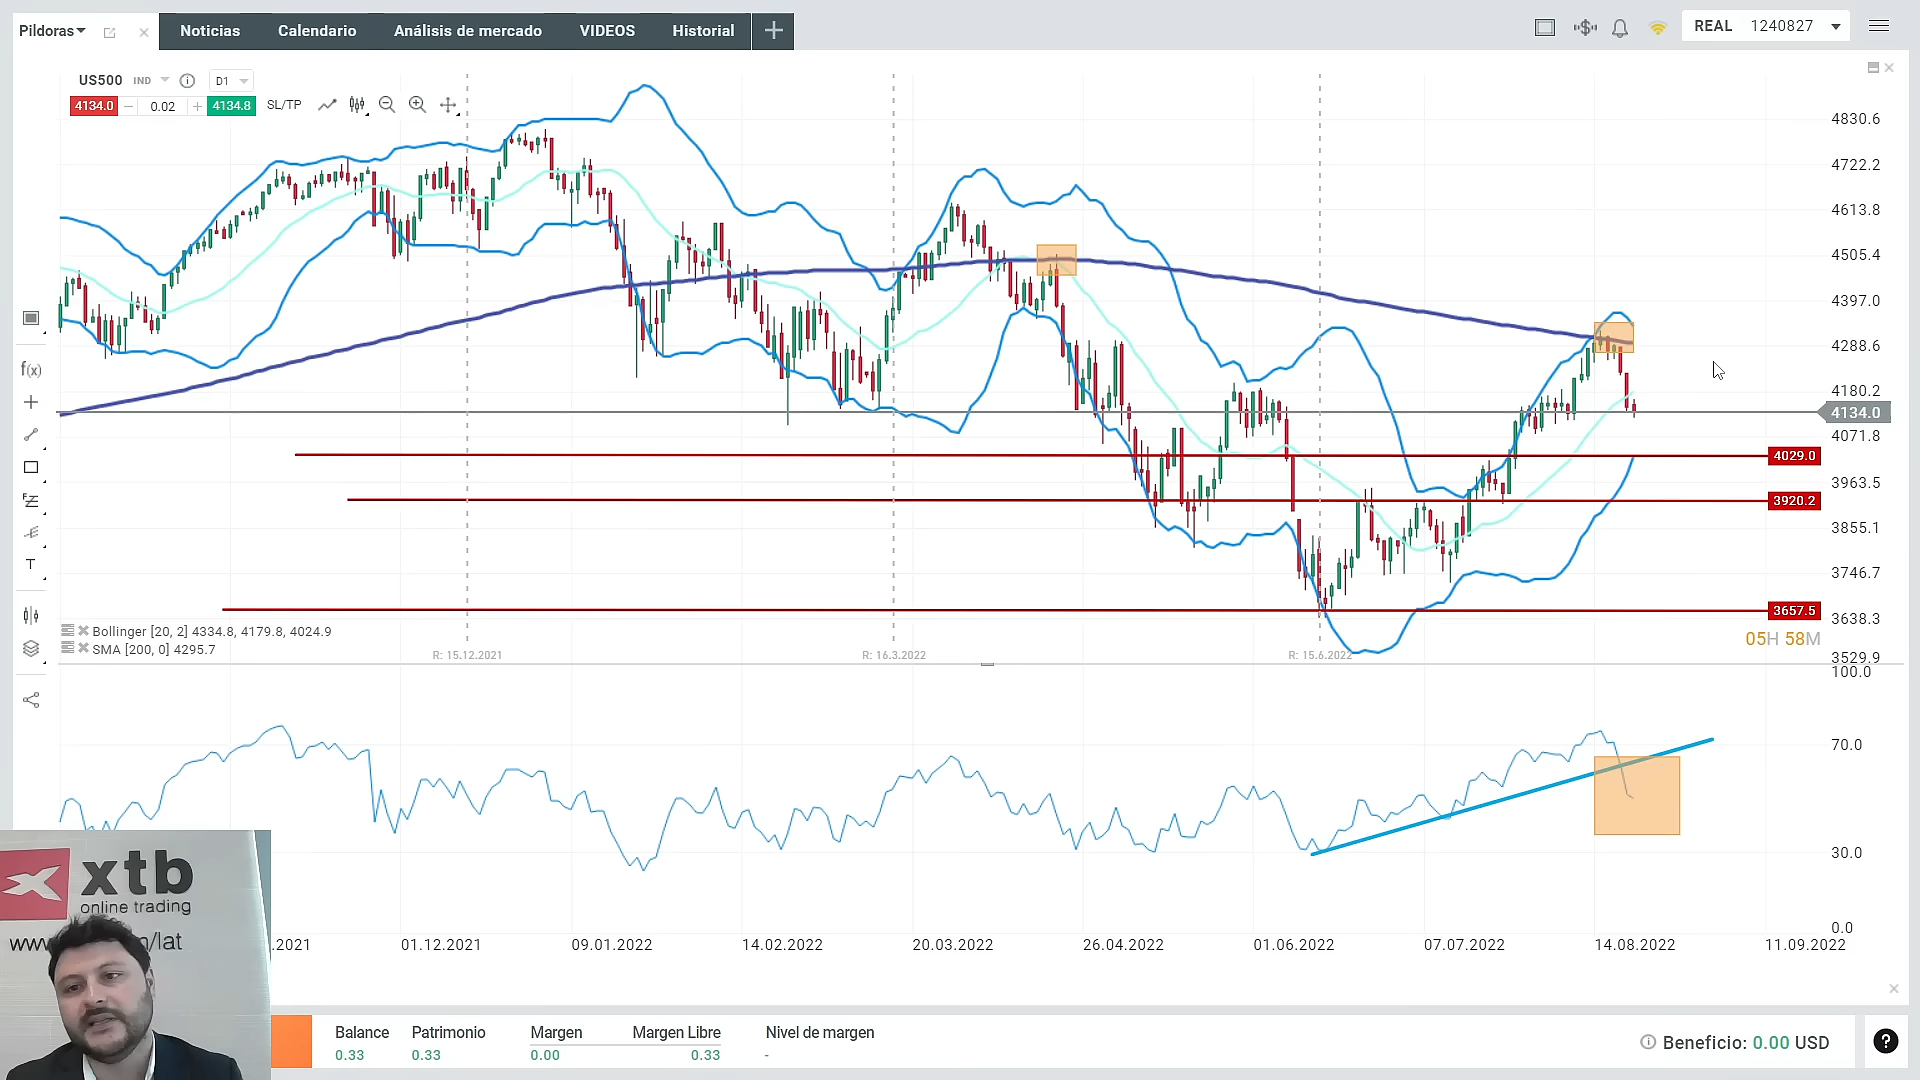 Pildoras
Noticias
Calendario
Análisis de mercado
VIDEOS
Historial
REAL 1240827
US500 IND D1
4134.0 0.02 4134.8 SL/TP
4830.6
4722.2
4613.8
4505.4
4397.0
4288.6
4180.2
4134.0
4071.8
4029.0
3963.5
3920.2
3855.1
3746.7
3657.5
3638.3
05H 58M
3529.9
f(x)
T
Bollinger [20, 2] 4334.8, 4179.8, 4024.9
SMA [200, 0] 4295.7
R: 15.12.2021
R: 16.3.2022
R: 15.6.2022
100.0
70.0
30.0
0.0
.2021
01.12.2021
09.01.2022
14.02.2022
20.03.2022
26.04.2022
01.06.2022
07.07.2022
14.08.2022
11.09.2022
xtb
online trading
/lat
Balance Patrimonio Margen Margen Libre Nivel de margen
0.33 0.33 0.00 0.33 -
Beneficio: 0.00 USD
?